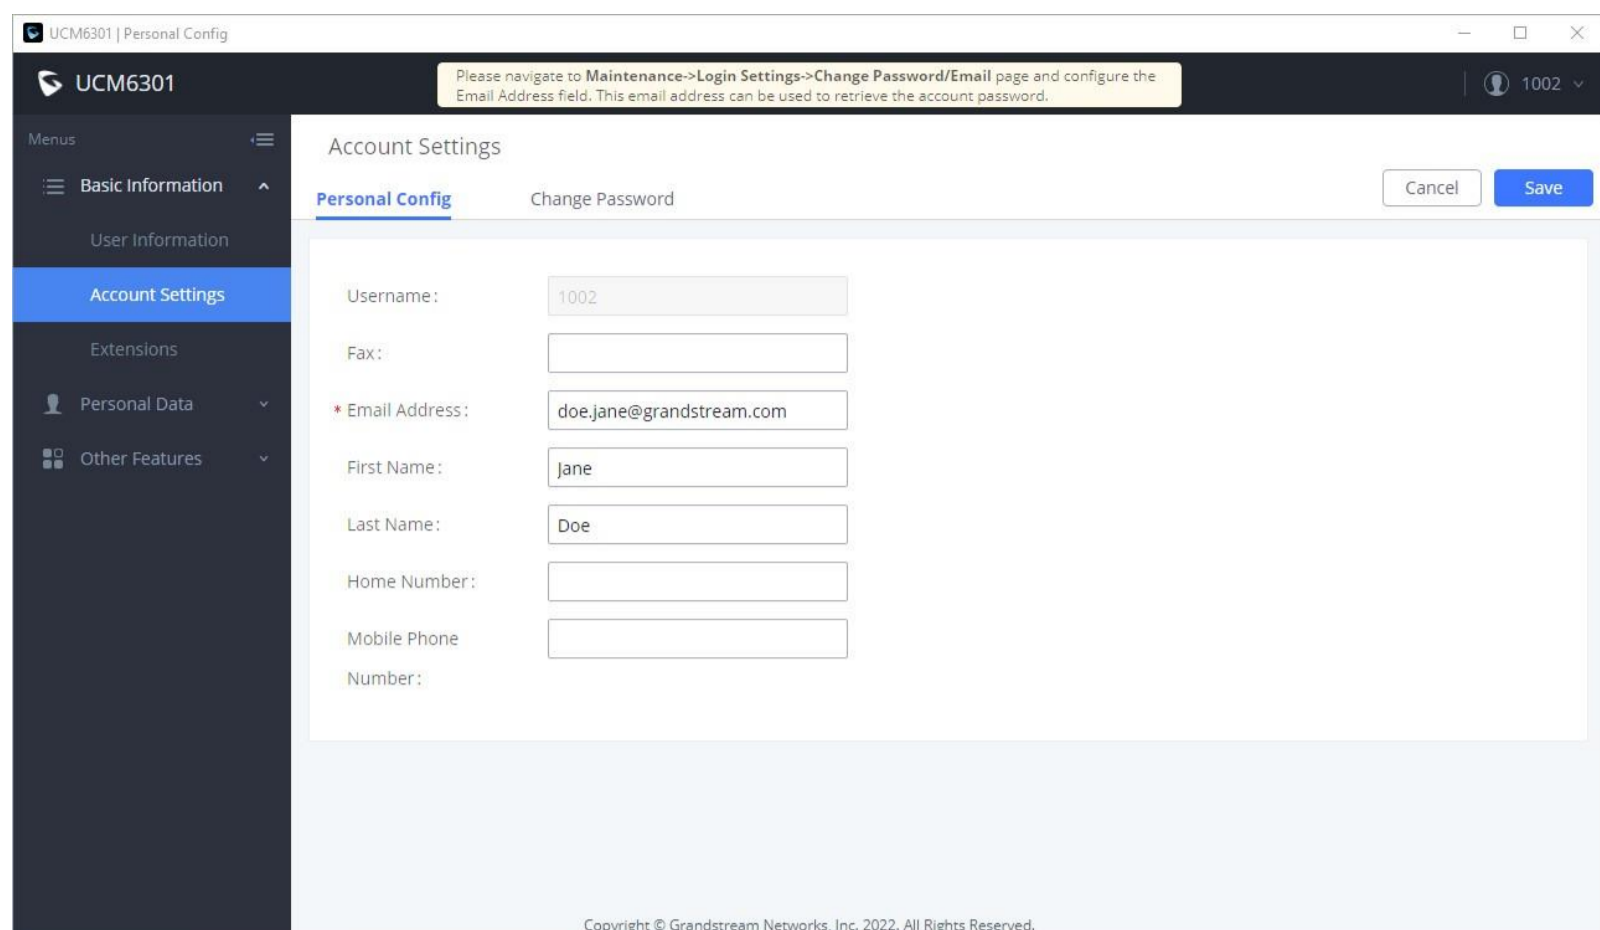 UCM6301 | Personal Config
UCM6301
Please navigate to Maintenance->Login Settings->Change Password/Email page and configure the
Email Address field. This email address can be used to retrieve the account password.
1002
Menus
Basic Information
User Information
Account Settings
Extensions
Personal Data
Other Features
Account Settings
Personal Config
Change Password
Cancel
Save
Username:
1002
Fax:
* Email Address:
doe.jane@grandstream.com
First Name:
Jane
Last Name:
Doe
Home Number:
Mobile Phone
Number:
Copyright © Grandstream Networks, Inc. 2022. All Rights Reserved.